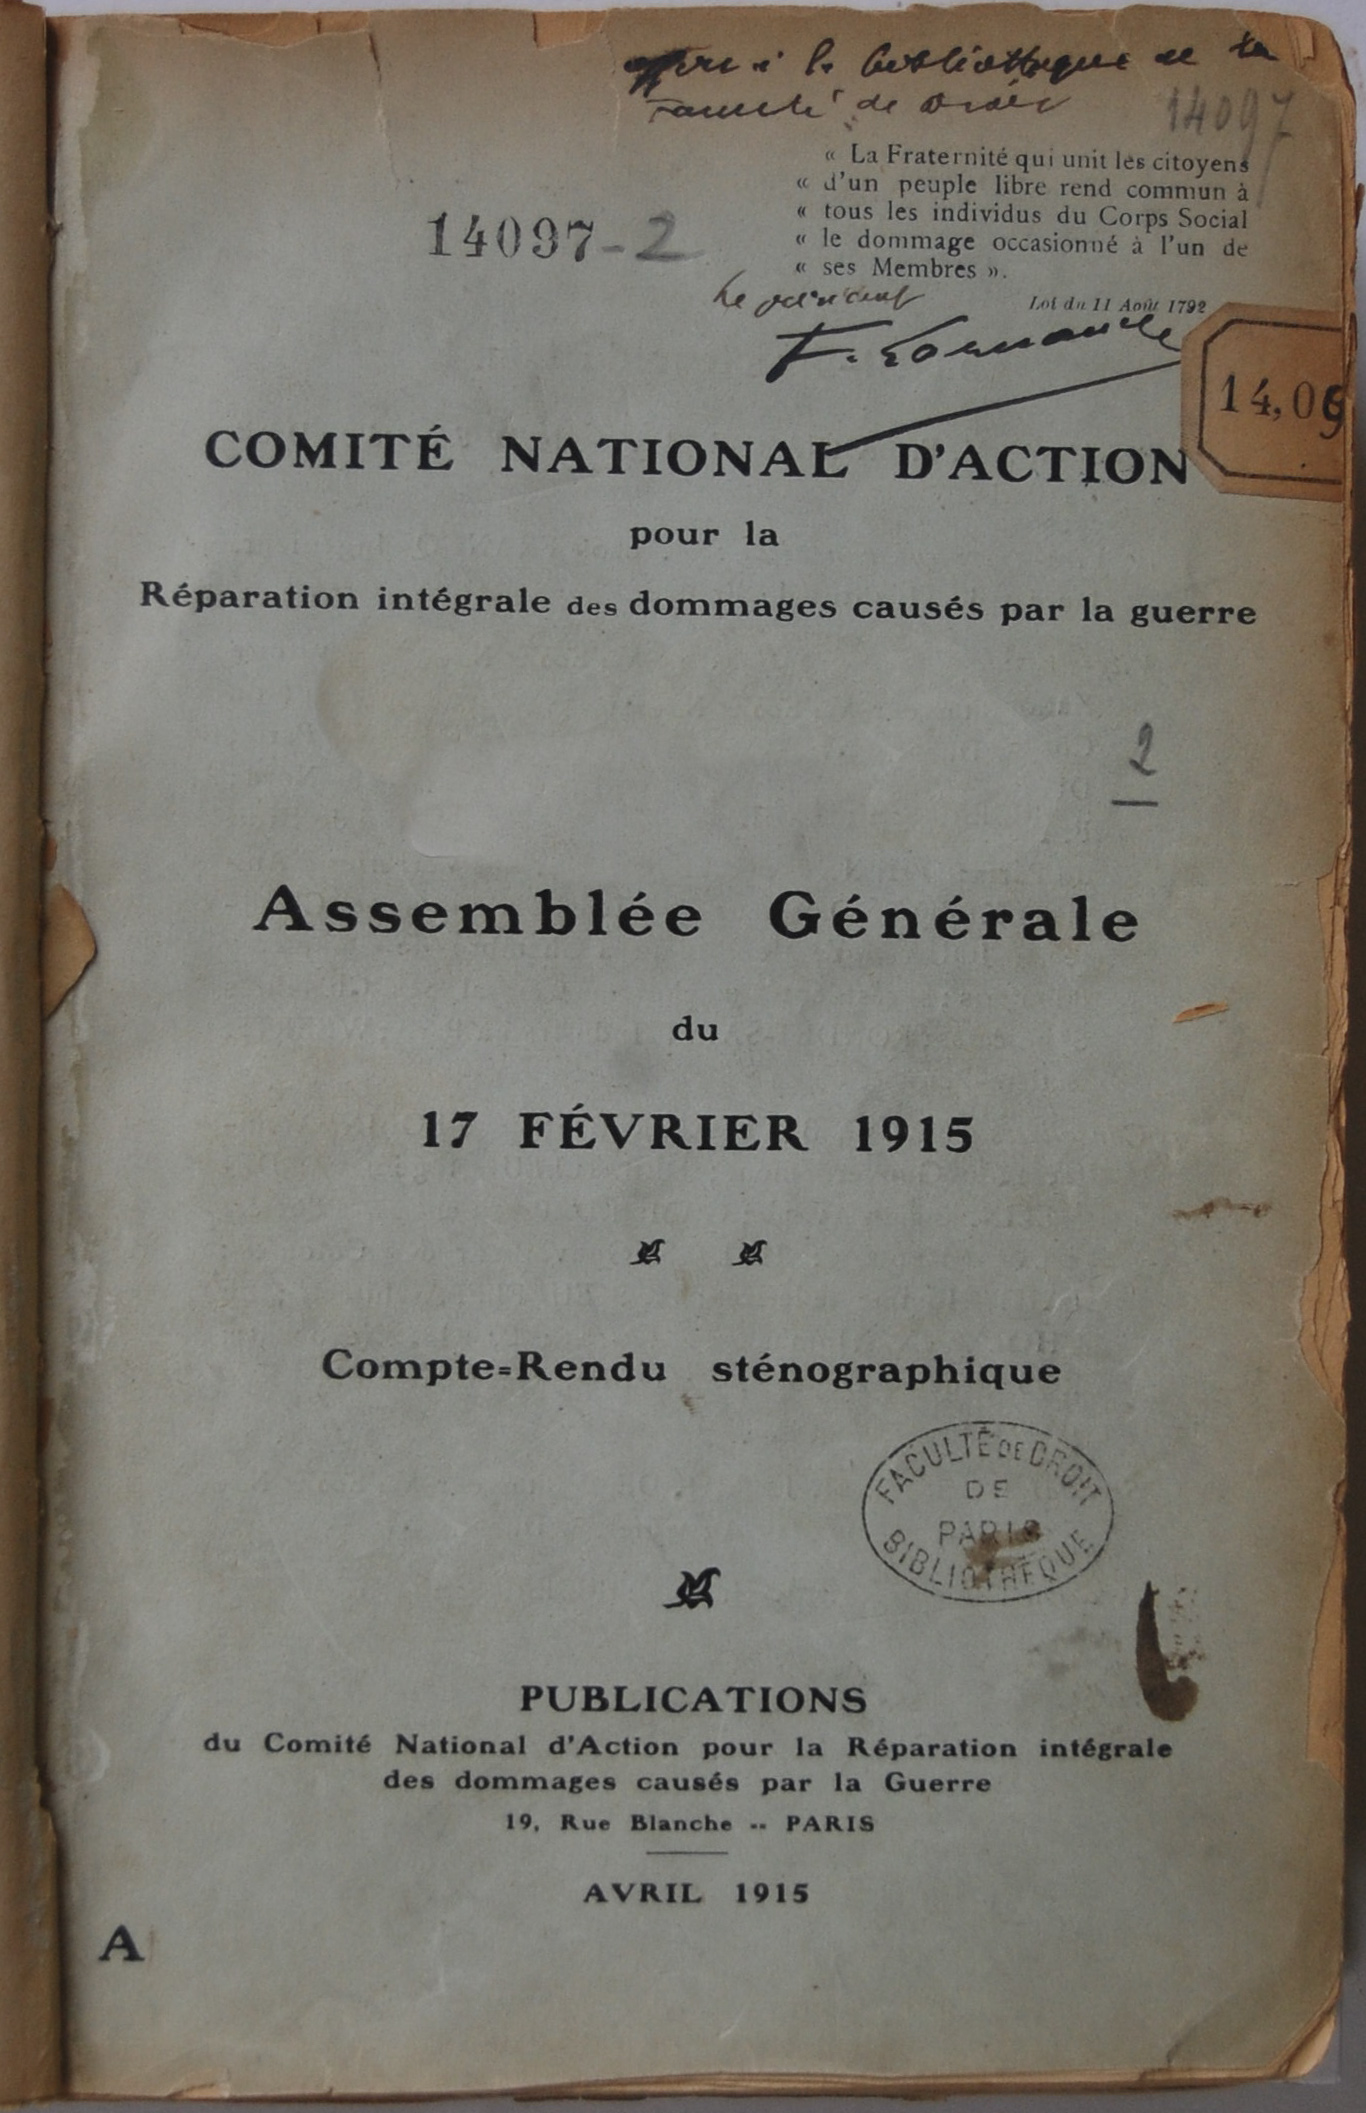 à la bibliothèque de la
faculté de Droit
14097
« La Fraternité qui unit les citoyens
« d'un peuple libre rend commun à
« tous les individus du Corps Social
« le dommage occasionné à l'un de
« ses Membres ».
Loi du 11 Août 1792
14097-2
Le président
14,09
COMITÉ NATIONAL D'ACTION
pour la
Réparation intégrale des dommages causés par la guerre
2
Assemblée Générale
du
17 FÉVRIER 1915
Compte=Rendu sténographique
FACULTÉ DE DROIT
DE
PARIS
BIBLIOTHÈQUE
PUBLICATIONS
du Comité National d'Action pour la Réparation intégrale
des dommages causés par la Guerre
19, Rue Blanche -- PARIS
AVRIL 1915
A